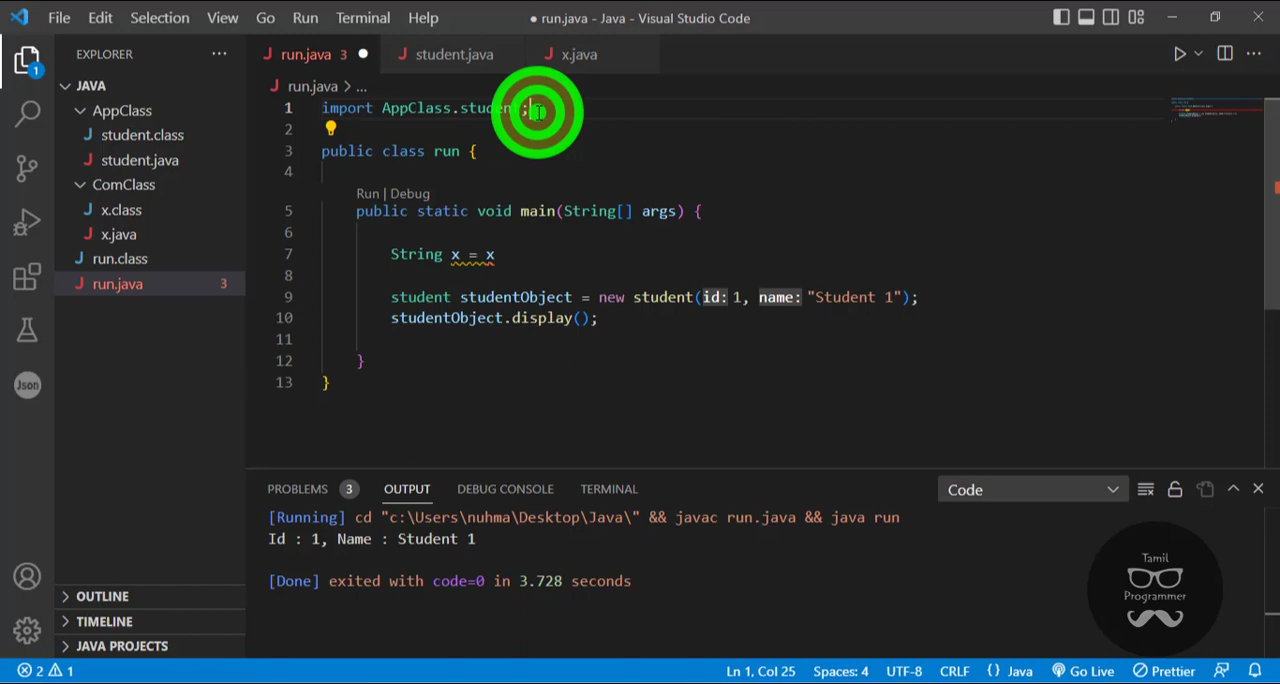 File Edit Selection View Go Run Terminal Help
● run.java - Java - Visual Studio Code
EXPLORER ...
JAVA
AppClass
student.class
student.java
ComClass
x.class
x.java
run.class
run.java 3
OUTLINE
TIMELINE
JAVA PROJECTS
1
Json
run.java 3 ● student.java x.java
run.java > ...
1 import AppClass.student;
2
3 public class run {
4
Run | Debug
5 public static void main(String[] args) {
6
7 String x = x
8
9 student studentObject = new student(id: 1, name: "Student 1");
10 studentObject.display();
11
12 }
13 }
PROBLEMS 3 OUTPUT DEBUG CONSOLE TERMINAL Code
[Running] cd "c:\Users\nuhma\Desktop\Java\" && javac run.java && java run
Id : 1, Name : Student 1
[Done] exited with code=0 in 3.728 seconds
Tamil
Programmer
2 1 Ln 1, Col 25 Spaces: 4 UTF-8 CRLF {} Java Go Live Prettier